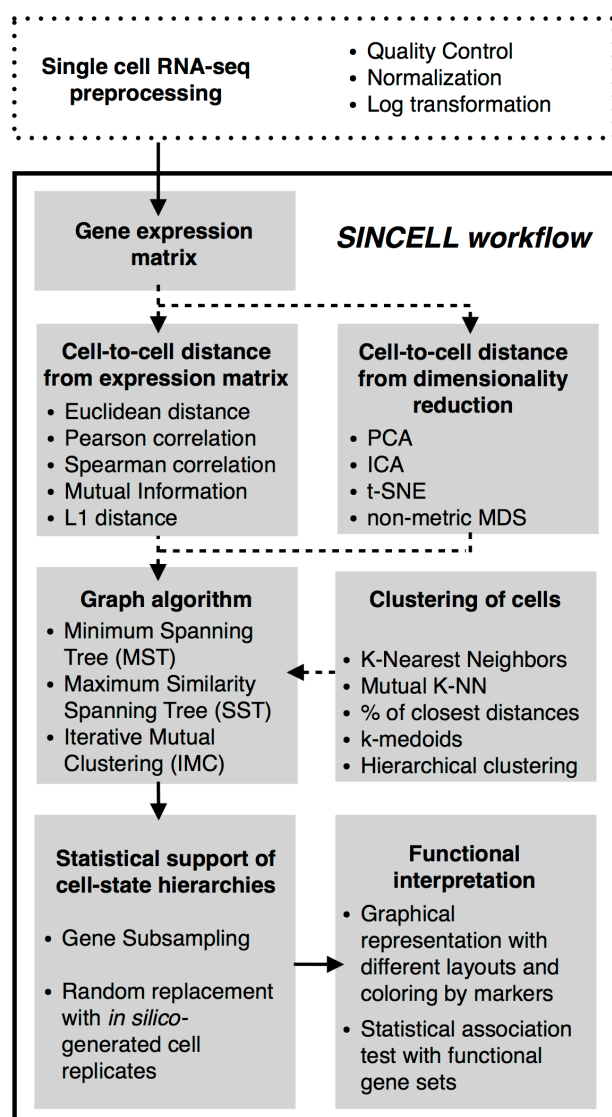 Single cell RNA-seq
preprocessing
• Quality Control
• Normalization
• Log transformation
Gene expression
matrix
SINCELL workflow
Cell-to-cell distance
from expression matrix
• Euclidean distance
• Pearson correlation
• Spearman correlation
• Mutual Information
• L1 distance
Cell-to-cell distance
from dimensionality
reduction
• PCA
• ICA
• t-SNE
• non-metric MDS
Graph algorithm
• Minimum Spanning
Tree (MST)
• Maximum Similarity
Spanning Tree (SST)
• Iterative Mutual
Clustering (IMC)
Clustering of cells
• K-Nearest Neighbors
• Mutual K-NN
• % of closest distances
• k-medoids
• Hierarchical clustering
Statistical support of
cell-state hierarchies
• Gene Subsampling
• Random replacement
with in silico-
generated cell
replicates
Functional
interpretation
• Graphical
representation with
different layouts and
coloring by markers
• Statistical association
test with functional
gene sets